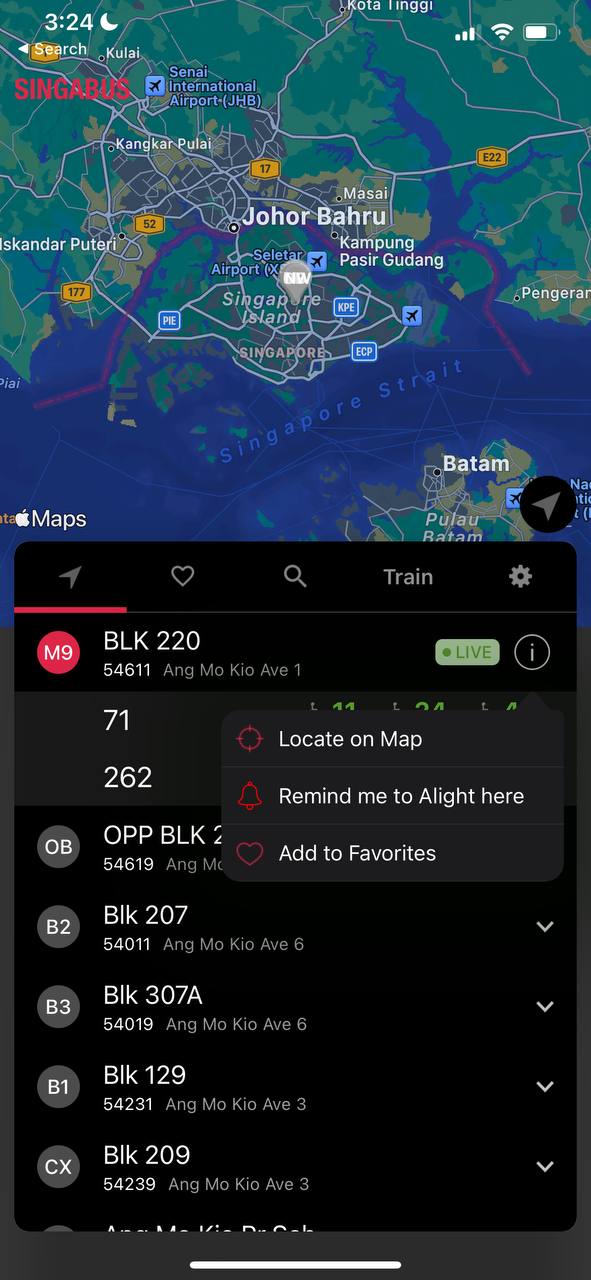 Kota Tinggi
3:24
Search
Kulai
SINGABUS
Senai
International
Airport (JHB)
Kangkar Pulai
17
E22
Masai
52
Johor Bahru
Iskandar Puteri
Kampung
Pasir Gudang
Seletar
Airport
NW
177
Pengeran
Singapore
Island
KPE
PIE
SINGAPORE
ECP
Piai
Singapore Strait
Batam
Maps
Pulau
Batam
Train
M9
BLK 220
LIVE
54611 Ang Mo Kio Ave 1
71
11 24 4
Locate on Map
262
Remind me to Alight here
OB
OPP BLK 2
Add to Favorites
54619 Ang Mo
B2
Blk 207
54011 Ang Mo Kio Ave 6
B3
Blk 307A
54019 Ang Mo Kio Ave 6
B1
Blk 129
54231 Ang Mo Kio Ave 3
CX
Blk 209
54239 Ang Mo Kio Ave 3